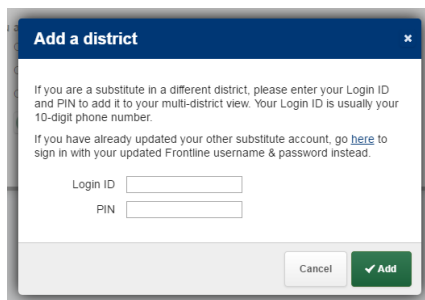 Add a district ×
If you are a substitute in a different district, please enter your Login ID
and PIN to add it to your multi-district view. Your Login ID is usually your
10-digit phone number.
If you have already updated your other substitute account, go here to
sign in with your updated Frontline username & password instead.
Login ID
PIN
Cancel ✔ Add